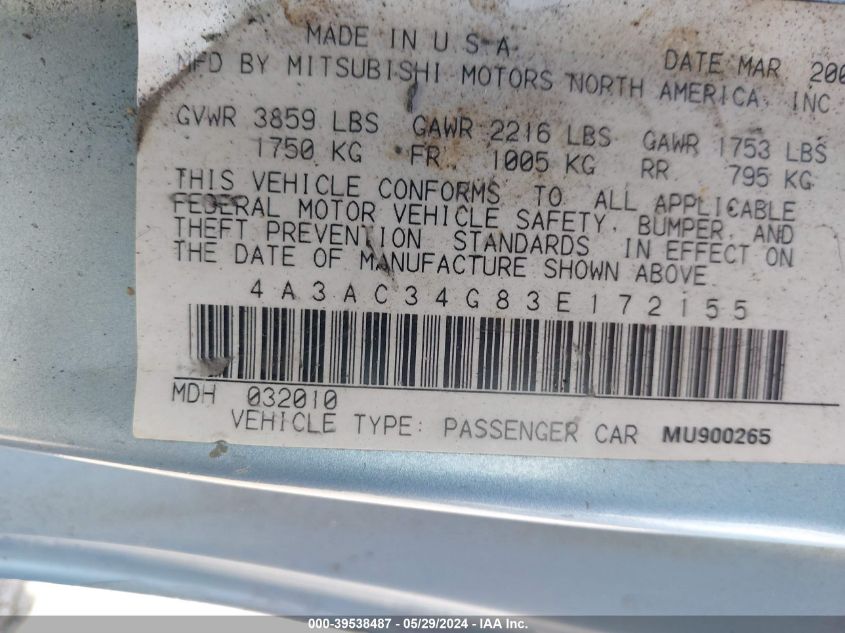 MADE IN U S A
DATE MAR 200
MFD BY MITSUBISHI MOTORS NORTH AMERICA, INC
GVWR 3859 LBS GAWR 2216 LBS GAWR 1753 LBS
1750 KG FR 1005 KG RR 795 KG
THIS VEHICLE CONFORMS TO ALL APPLICABLE
FEDERAL MOTOR VEHICLE SAFETY, BUMPER, AND
THEFT PREVENTION STANDARDS IN EFFECT ON
THE DATE OF MANUFACTURE SHOWN ABOVE
4A3AC34G83E172155
MDH 032010
VEHICLE TYPE: PASSENGER CAR MU900265
000-39538487 - 05/29/2024 - IAA Inc.